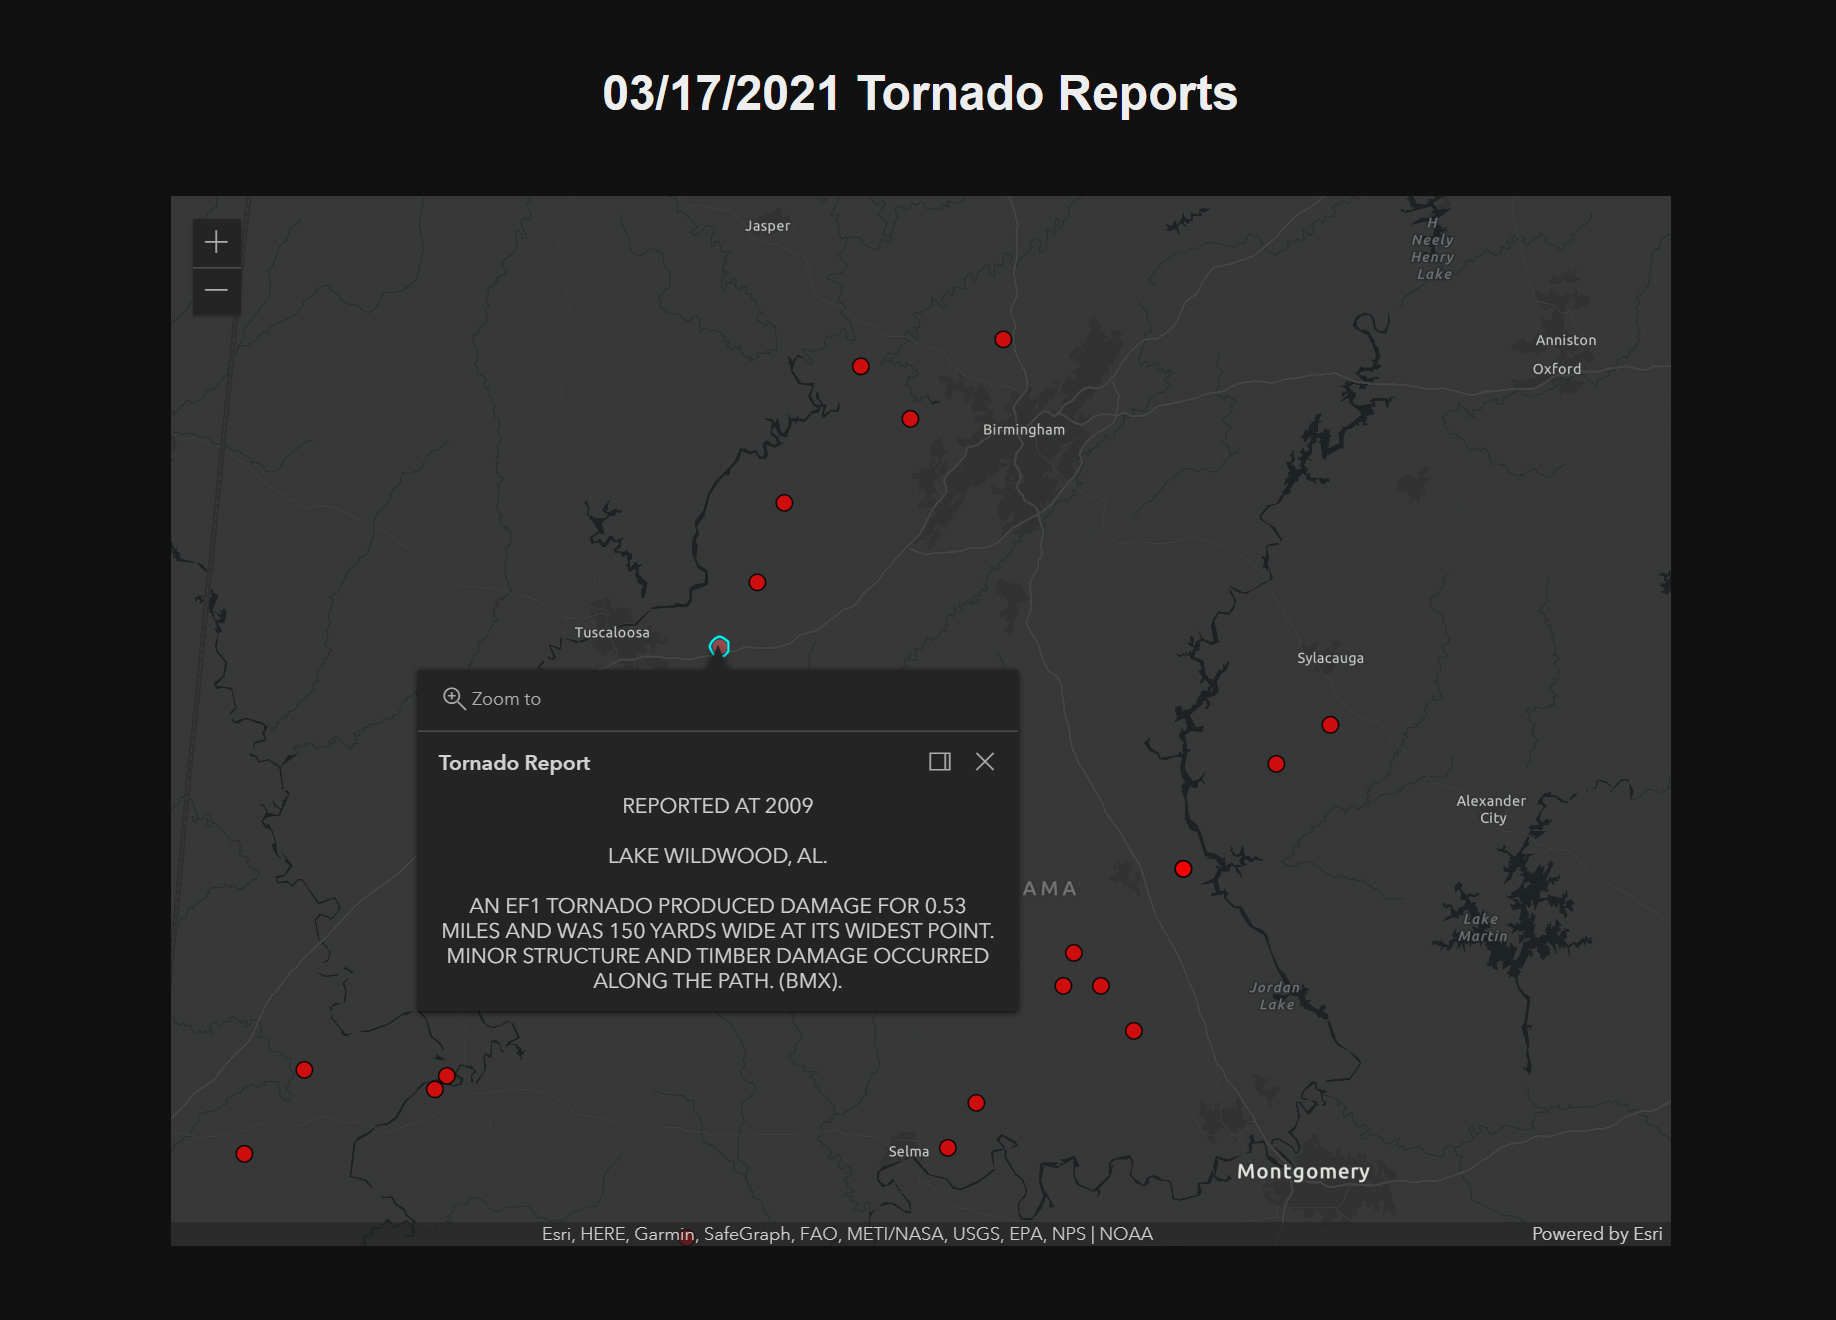 03/17/2021 Tornado Reports
Jasper
H
Neely
Henry
Lake
Anniston
Oxford
Birmingham
Tuscaloosa
Sylacauga
Zoom to
Tornado Report
REPORTED AT 2009
LAKE WILDWOOD, AL.
AN EF1 TORNADO PRODUCED DAMAGE FOR 0.53
MILES AND WAS 150 YARDS WIDE AT ITS WIDEST POINT.
MINOR STRUCTURE AND TIMBER DAMAGE OCCURRED
ALONG THE PATH. (BMX).
Alexander
City
AMA
Lake
Martin
Jordan
Lake
Selma
Montgomery
Esri, HERE, Garmin, SafeGraph, FAO, METI/NASA, USGS, EPA, NPS | NOAA
Powered by Esri